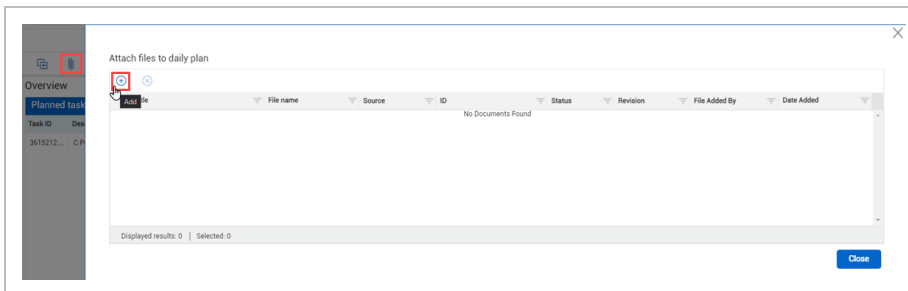 Attach files to daily plan
Overview
Add
File name Source ID Status Revision File Added By Date Added
Planned task
No Documents Found
Task ID
3615212...
Displayed results: 0 | Selected: 0
Close